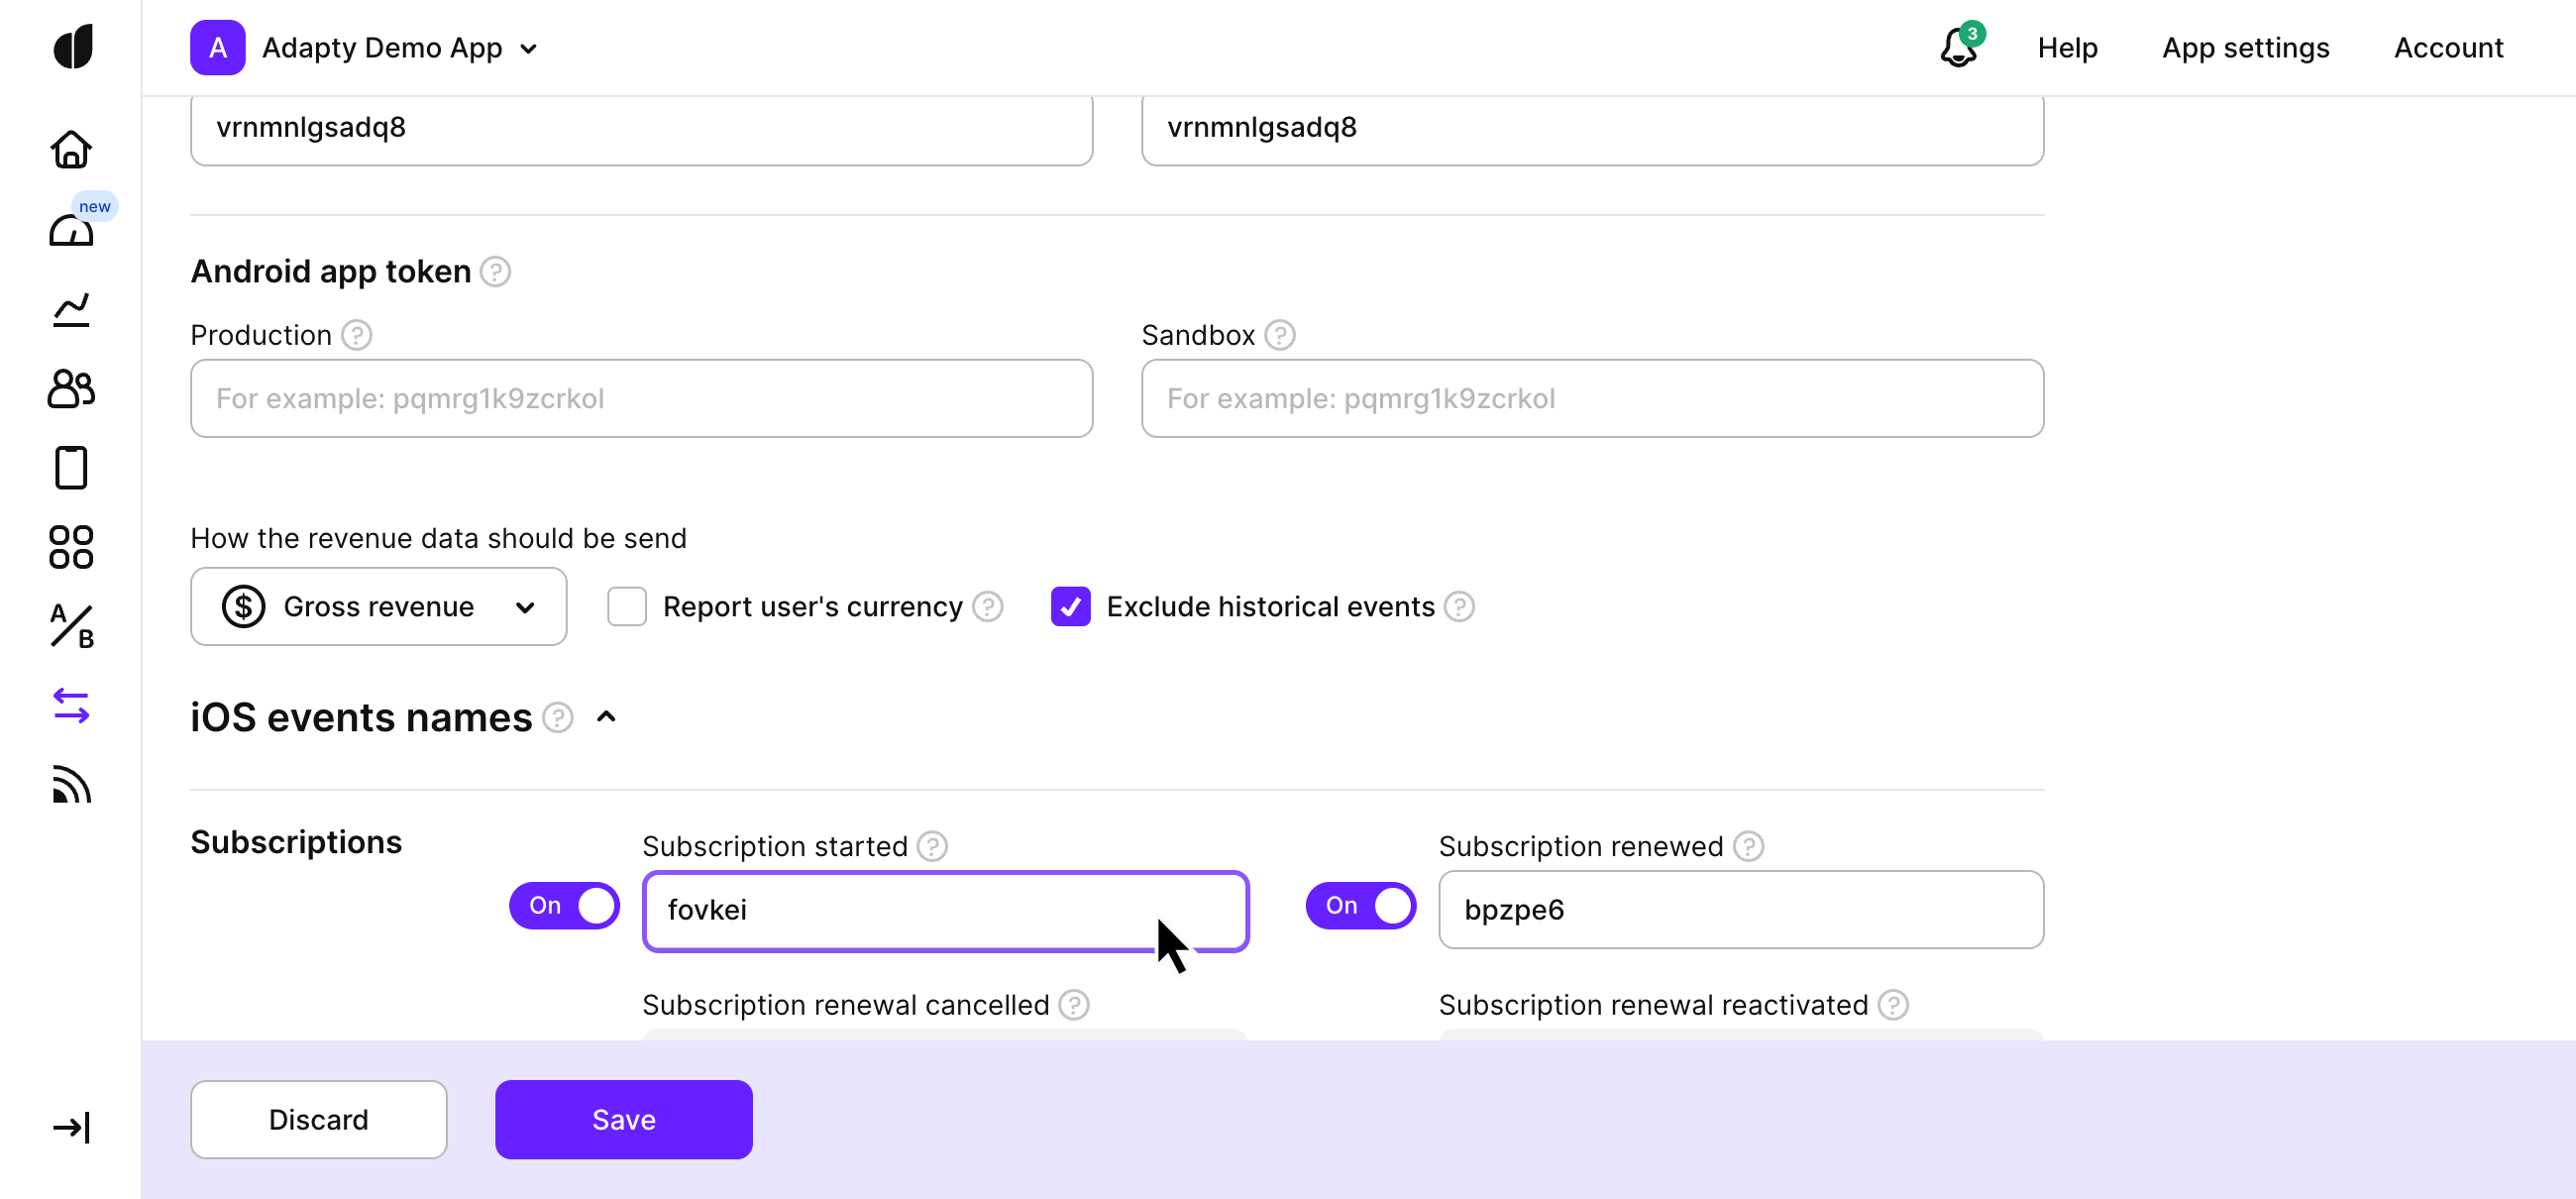 A Adapty Demo App
3 Help App settings Account
vrnmnlgsadq8 vrnmnlgsadq8
new
Android app token ?
Production ? Sandbox ?
For example: pqmrg1k9zcrkol For example: pqmrg1k9zcrkol
How the revenue data should be send
$ Gross revenue Report user's currency ? Exclude historical events ?
A/B
iOS events names ?
Subscriptions
Subscription started ? Subscription renewed ?
On fovkei On bpzpe6
Subscription renewal cancelled ? Subscription renewal reactivated ?
Discard Save